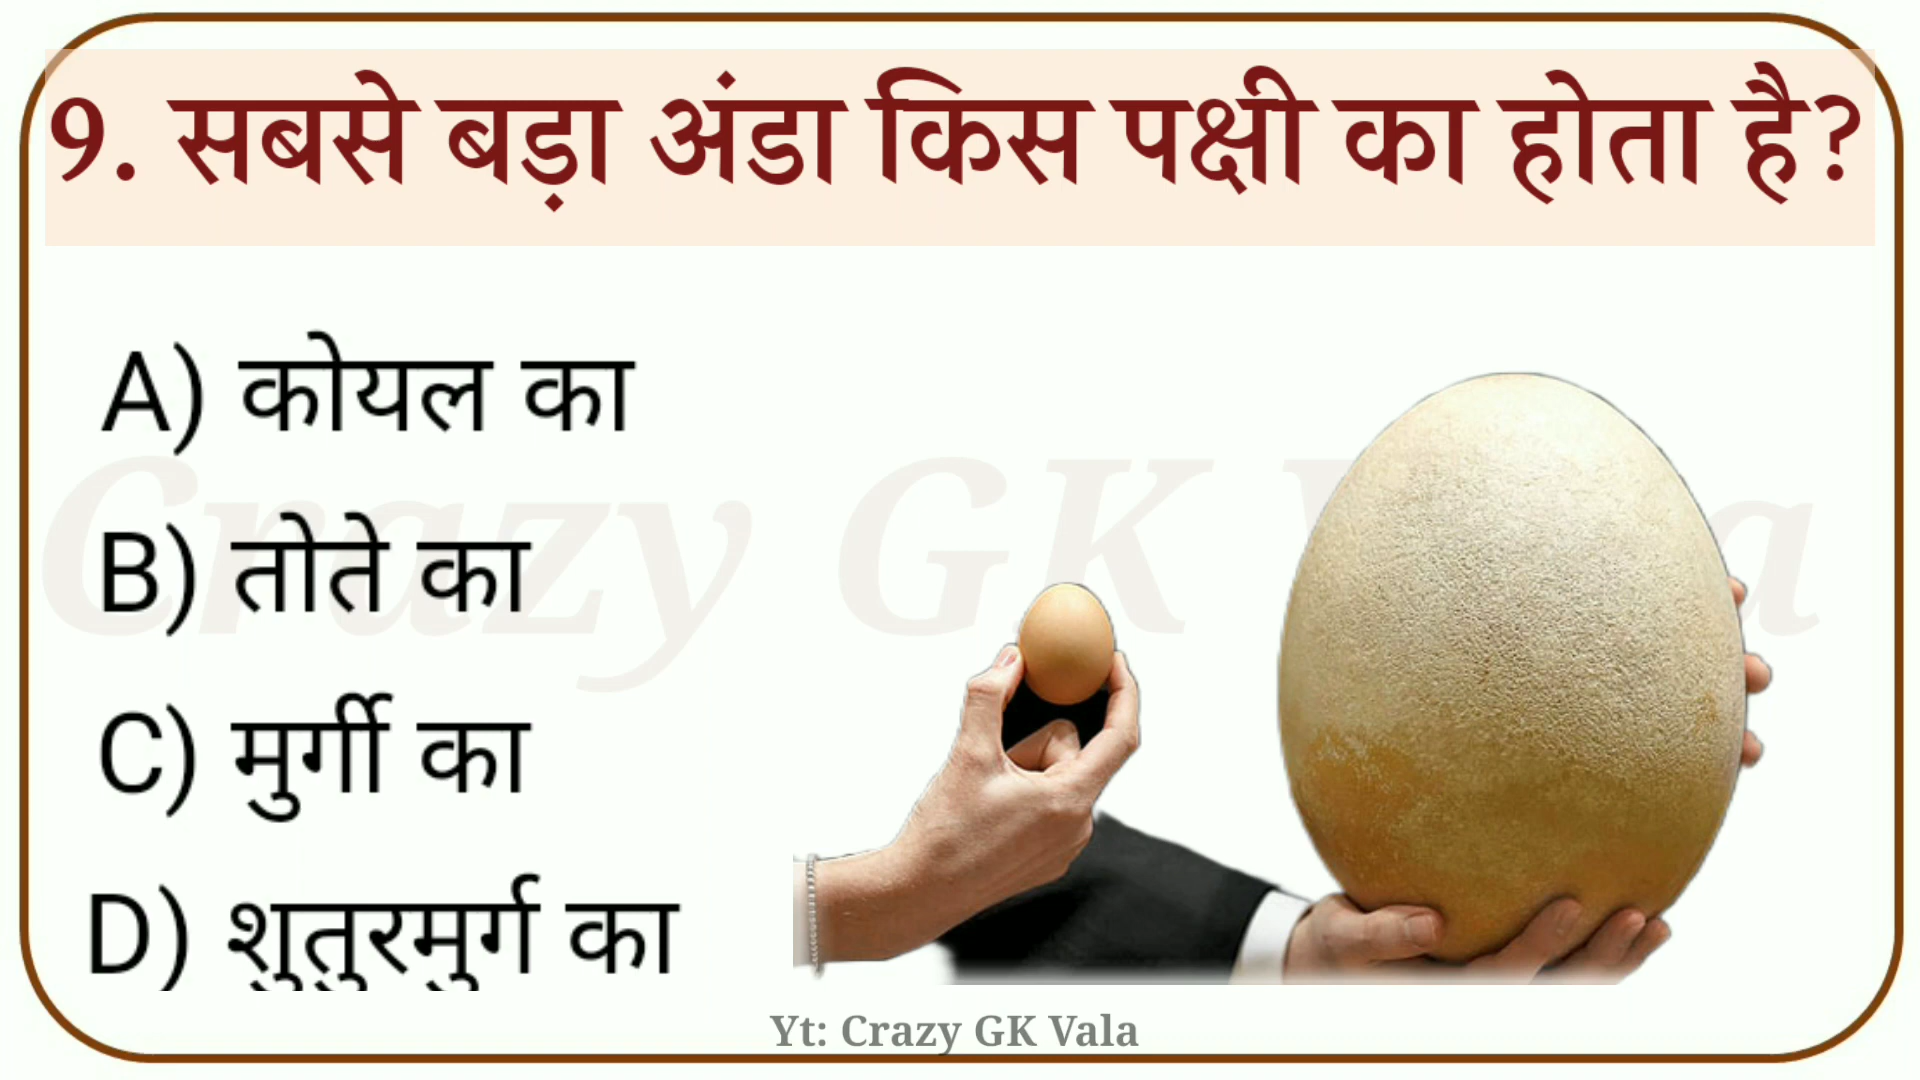 9. सबसे बड़ा अंडा किस पक्षी का होता है?
A) कोयल का
B) तोते का
C) मुर्गी का
D) शुतुरमुर्ग का
Crazy GK Vala
Yt: Crazy GK Vala